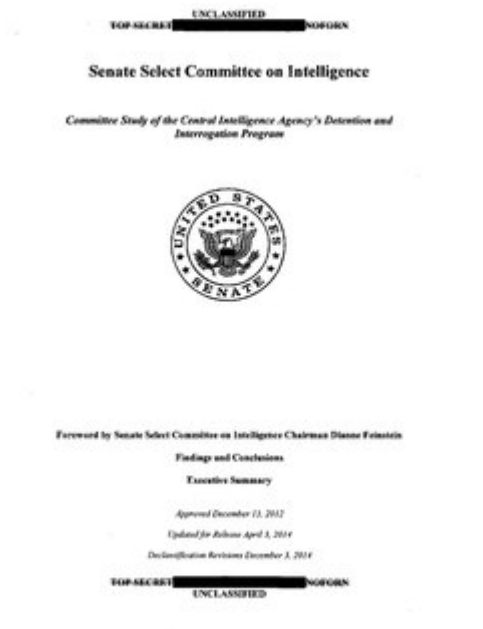 UNCLASSIFIED
TOP SECRET NOFORN
Senate Select Committee on Intelligence
Committee Study of the Central Intelligence Agency's Detention and
Interrogation Program
UNITED STATES
SENATE
Foreword by Senate Select Committee on Intelligence Chairman Dianne Feinstein
Findings and Conclusions
Executive Summary
Approved December 13, 2012
Updated for Release April 3, 2014
Declassification Revisions December 3, 2014
TOP SECRET NOFORN
UNCLASSIFIED